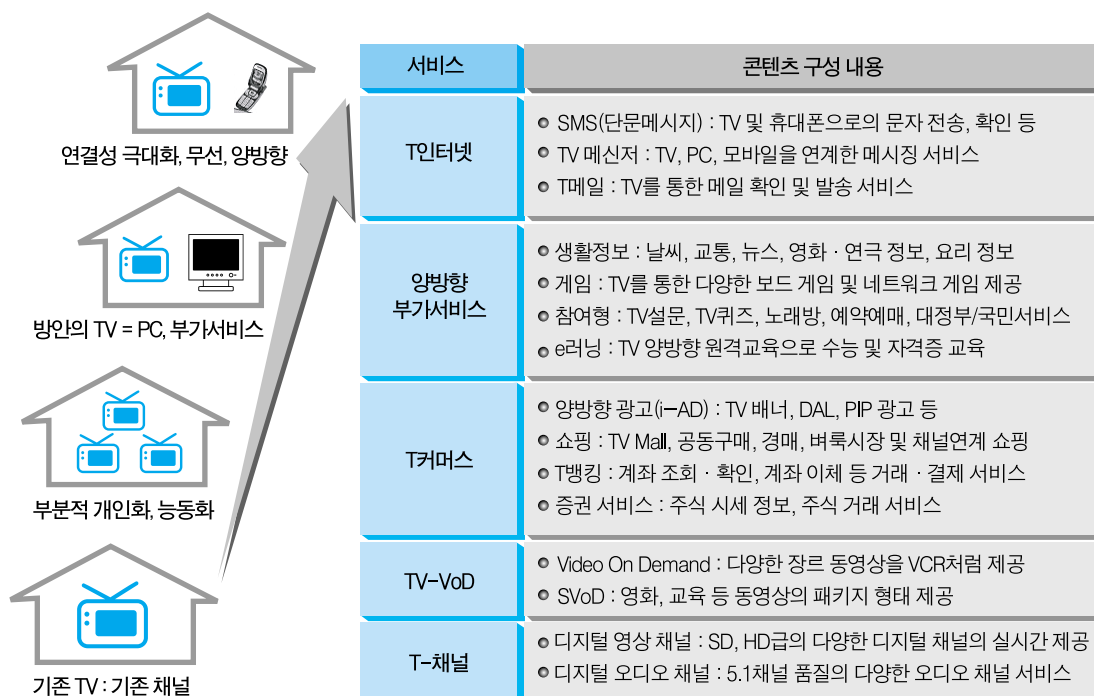 연결성 극대화, 무선, 양방향
방안의 TV = PC, 부가서비스
부분적 개인화, 능동화
기존 TV : 기존 채널
서비스
콘텐츠 구성 내용
T인터넷
SMS(단문메시지) : TV 및 휴대폰으로의 문자 전송, 확인 등
TV 메신저 : TV, PC, 모바일을 연계한 메시징 서비스
T메일 : TV를 통한 메일 확인 및 발송 서비스
양방향
부가서비스
생활정보 : 날씨, 교통, 뉴스, 영화 · 연극 정보, 요리 정보
게임 : TV를 통한 다양한 보드 게임 및 네트워크 게임 제공
참여형 : TV설문, TV퀴즈, 노래방, 예약예매, 대정부/국민서비스
e러닝 : TV 양방향 원격교육으로 수능 및 자격증 교육
T커머스
양방향 광고(i-AD) : TV 배너, DAL, PIP 광고 등
쇼핑 : TV Mall, 공동구매, 경매, 벼룩시장 및 채널연계 쇼핑
T뱅킹 : 계좌 조회 · 확인, 계좌 이체 등 거래 · 결제 서비스
증권 서비스 : 주식 시세 정보, 주식 거래 서비스
TV-VoD
Video On Demand : 다양한 장르 동영상을 VCR처럼 제공
SVoD : 영화, 교육 등 동영상의 패키지 형태 제공
T-채널
디지털 영상 채널 : SD, HD급의 다양한 디지털 채널의 실시간 제공
디지털 오디오 채널 : 5.1채널 품질의 다양한 오디오 채널 서비스